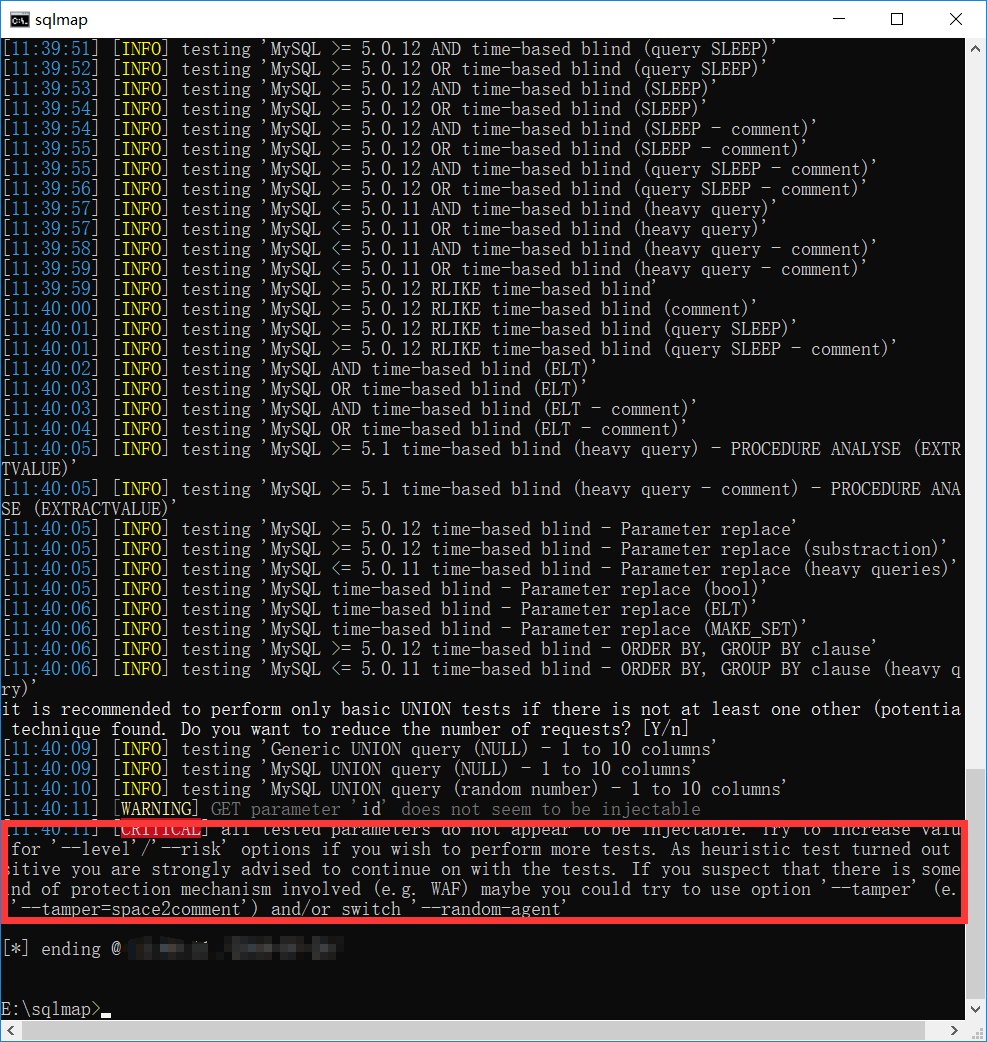 sqlmap
[11:39:51] [INFO] testing 'MySQL >= 5.0.12 AND time-based blind (query SLEEP)'
[11:39:52] [INFO] testing 'MySQL >= 5.0.12 OR time-based blind (query SLEEP)'
[11:39:53] [INFO] testing 'MySQL >= 5.0.12 AND time-based blind (SLEEP)'
[11:39:54] [INFO] testing 'MySQL >= 5.0.12 OR time-based blind (SLEEP)'
[11:39:54] [INFO] testing 'MySQL >= 5.0.12 AND time-based blind (SLEEP - comment)'
[11:39:55] [INFO] testing 'MySQL >= 5.0.12 OR time-based blind (SLEEP - comment)'
[11:39:55] [INFO] testing 'MySQL >= 5.0.12 AND time-based blind (query SLEEP - comment)'
[11:39:56] [INFO] testing 'MySQL >= 5.0.12 OR time-based blind (query SLEEP - comment)'
[11:39:57] [INFO] testing 'MySQL <= 5.0.11 AND time-based blind (heavy query)'
[11:39:57] [INFO] testing 'MySQL <= 5.0.11 OR time-based blind (heavy query)'
[11:39:58] [INFO] testing 'MySQL <= 5.0.11 AND time-based blind (heavy query - comment)'
[11:39:59] [INFO] testing 'MySQL <= 5.0.11 OR time-based blind (heavy query - comment)'
[11:39:59] [INFO] testing 'MySQL >= 5.0.12 RLIKE time-based blind'
[11:40:00] [INFO] testing 'MySQL >= 5.0.12 RLIKE time-based blind (comment)'
[11:40:01] [INFO] testing 'MySQL >= 5.0.12 RLIKE time-based blind (query SLEEP)'
[11:40:01] [INFO] testing 'MySQL >= 5.0.12 RLIKE time-based blind (query SLEEP - comment)'
[11:40:02] [INFO] testing 'MySQL AND time-based blind (ELT)'
[11:40:03] [INFO] testing 'MySQL OR time-based blind (ELT)'
[11:40:03] [INFO] testing 'MySQL AND time-based blind (ELT - comment)'
[11:40:04] [INFO] testing 'MySQL OR time-based blind (ELT - comment)'
[11:40:05] [INFO] testing 'MySQL >= 5.1 time-based blind (heavy query) - PROCEDURE ANALYSE (EXTR
TVALUE)'
[11:40:05] [INFO] testing 'MySQL >= 5.1 time-based blind (heavy query - comment) - PROCEDURE ANA
SE (EXTRACTVALUE)'
[11:40:05] [INFO] testing 'MySQL >= 5.0.12 time-based blind - Parameter replace'
[11:40:05] [INFO] testing 'MySQL >= 5.0.12 time-based blind - Parameter replace (substraction)'
[11:40:05] [INFO] testing 'MySQL <= 5.0.11 time-based blind - Parameter replace (heavy queries)'
[11:40:05] [INFO] testing 'MySQL time-based blind - Parameter replace (bool)'
[11:40:06] [INFO] testing 'MySQL time-based blind - Parameter replace (ELT)'
[11:40:06] [INFO] testing 'MySQL time-based blind - Parameter replace (MAKE_SET)'
[11:40:06] [INFO] testing 'MySQL >= 5.0.12 time-based blind - ORDER BY, GROUP BY clause'
[11:40:06] [INFO] testing 'MySQL <= 5.0.11 time-based blind - ORDER BY, GROUP BY clause (heavy q
ry)'
it is recommended to perform only basic UNION tests if there is not at least one other (potentia
technique found. Do you want to reduce the number of requests? [Y/n]
[11:40:09] [INFO] testing 'Generic UNION query (NULL) - 1 to 10 columns'
[11:40:09] [INFO] testing 'MySQL UNION query (NULL) - 1 to 10 columns'
[11:40:10] [INFO] testing 'MySQL UNION query (random number) - 1 to 10 columns'
[11:40:11] [WARNING] GET parameter 'id' does not seem to be injectable
[11:40:11] [CRITICAL] all tested parameters do not appear to be injectable. Try to increase valu
for '--level'/'--risk' options if you wish to perform more tests. As heuristic test turned out
sitive you are strongly advised to continue on with the tests. If you suspect that there is some
nd of protection mechanism involved (e.g. WAF) maybe you could try to use option '--tamper' (e.
'--tamper=space2comment') and/or switch '--random-agent'
[*] ending @
E:\sqlmap>